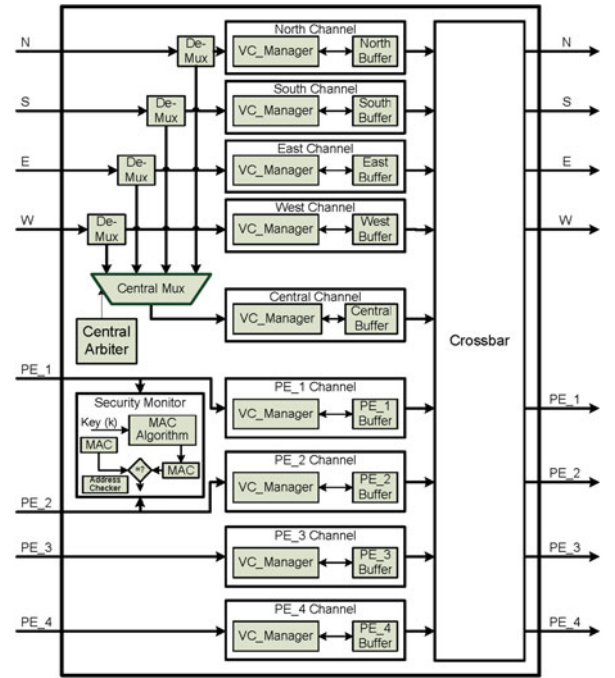 N
De-
Mux
North Channel
VC_Manager
North
Buffer
N
S
De-
Mux
South Channel
VC_Manager
South
Buffer
S
E
De-
Mux
East Channel
VC_Manager
East
Buffer
E
W
De-
Mux
West Channel
VC_Manager
West
Buffer
W
Central Mux
Central
Arbiter
Central Channel
VC_Manager
Central
Buffer
Crossbar
PE_1
Security Monitor
Key (k)
MAC
Algorithm
MAC
=?
MAC
Address
Checker
PE_1 Channel
VC_Manager
PE_1
Buffer
PE_1
PE_2
PE_2 Channel
VC_Manager
PE_2
Buffer
PE_2
PE_3
PE_3 Channel
VC_Manager
PE_3
Buffer
PE_3
PE_4
PE_4 Channel
VC_Manager
PE_4
Buffer
PE_4